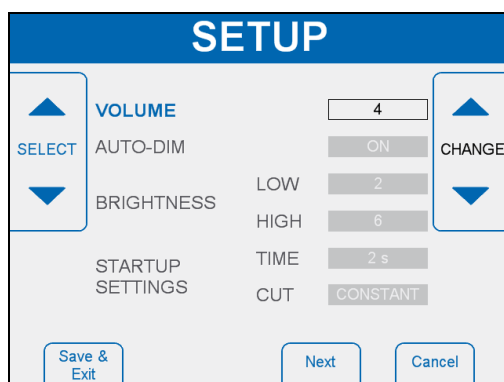 SETUP
VOLUME 4
SELECT AUTO-DIM ON CHANGE
LOW 2
BRIGHTNESS
HIGH 6
TIME 2 s
STARTUP
SETTINGS
CUT CONSTANT
Save &
Exit
Next
Cancel